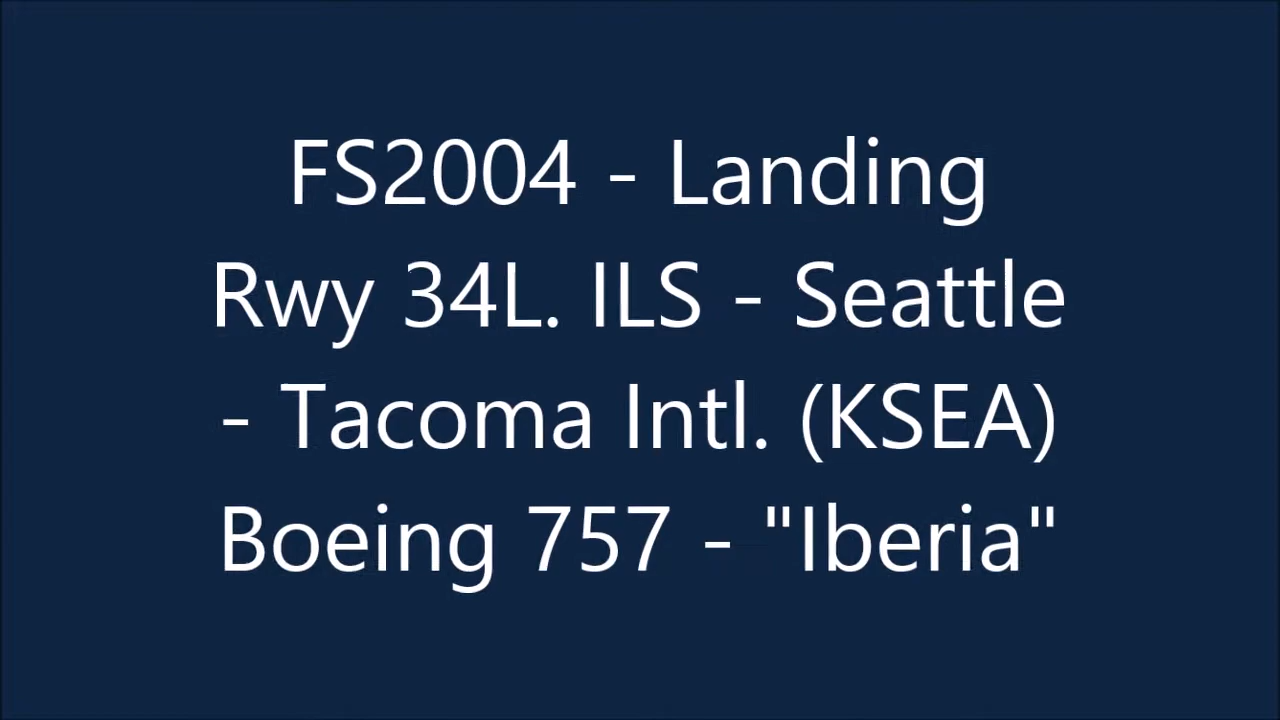 FS2004 - Landing
Rwy 34L. ILS - Seattle
- Tacoma Intl. (KSEA)
Boeing 757 - "Iberia"